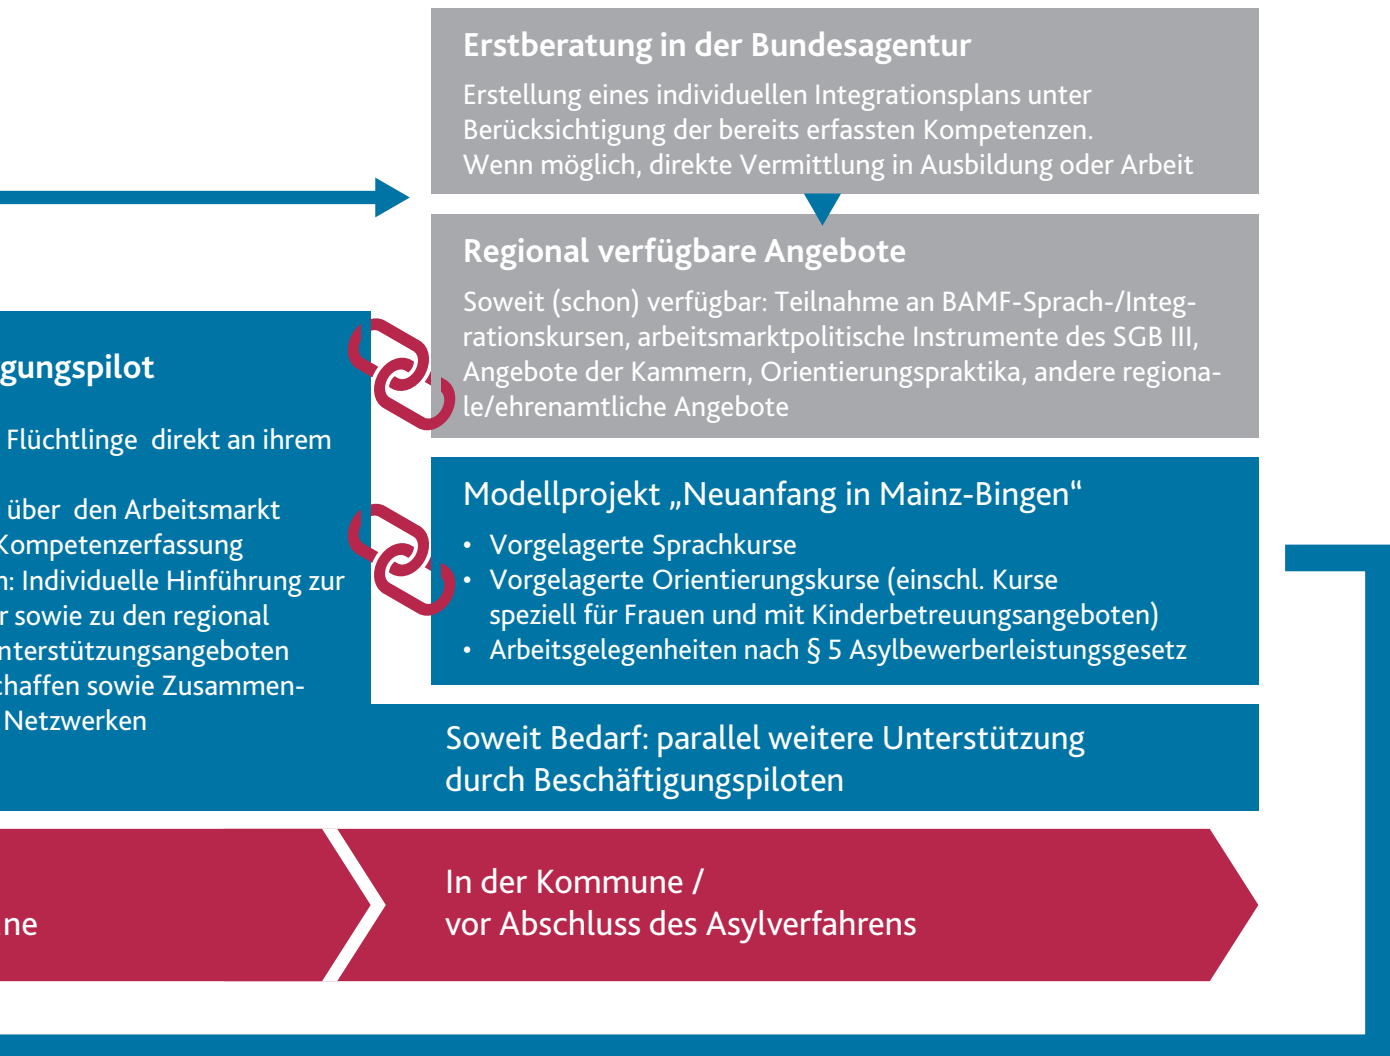 Erstberatung in der Bundesagentur
Erstellung eines individuellen Integrationsplans unter
Berücksichtigung der bereits erfassten Kompetenzen.
Wenn möglich, direkte Vermittlung in Ausbildung oder Arbeit
Regional verfügbare Angebote
Soweit (schon) verfügbar: Teilnahme an BAMF-Sprach-/Integ-
rationskursen, arbeitsmarktpolitische Instrumente des SGB III,
Angebote der Kammern, Orientierungspraktika, andere regiona-
le/ehrenamtliche Angebote
gungspilot
Flüchtlinge direkt an ihrem
über den Arbeitsmarkt
Kompetenzerfassung
n: Individuelle Hinführung zur
r sowie zu den regional
nterstützungsangeboten
chaffen sowie Zusammen-
Netzwerken
Modellprojekt „Neuanfang in Mainz-Bingen“
• Vorgelagerte Sprachkurse
• Vorgelagerte Orientierungskurse (einschl. Kurse
speziell für Frauen und mit Kinderbetreuungsangeboten)
• Arbeitsgelegenheiten nach § 5 Asylbewerberleistungsgesetz
Soweit Bedarf: parallel weitere Unterstützung
durch Beschäftigungspiloten
ne
In der Kommune /
vor Abschluss des Asylverfahrens